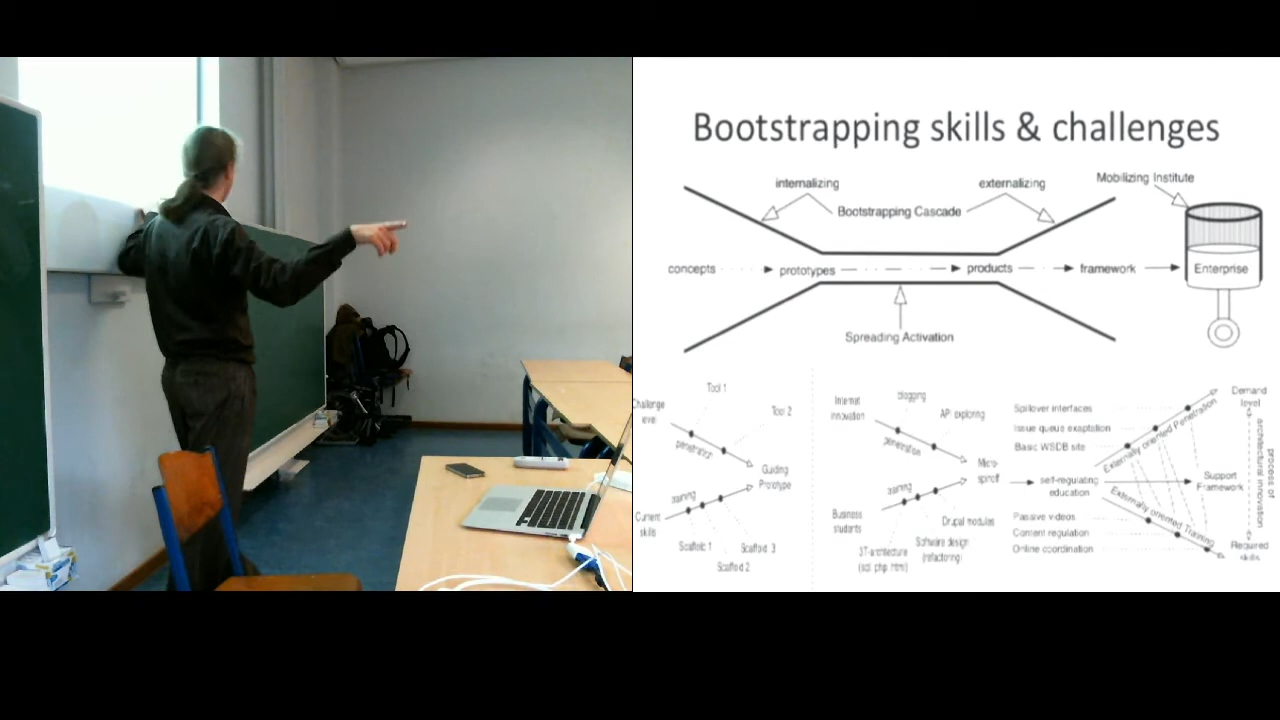 Bootstrapping skills & challenges
internalizing
externalizing
Mobilizing Institute
Bootstrapping Cascade
concepts
prototypes
products
framework
Enterprise
Spreading Activation
Tool 1
Tool 2
Challenge
level
penetration
Guiding
Prototype
training
Current
skills
Scaffold 1
Scaffold 2
Scaffold 3
Internet
innovation
blogging
API exploring
penetration
Micro-
spinoff
training
Business
students
Drupal modules
Software design
(refactoring)
3T-architecture
(sql php html)
Spillover interfaces
Issue queue exaptation
Basic WSDB site
Externally oriented Penetration
Demand
level
self-regulating
education
Support
Framework
process of
architectural innovation
Externally oriented Training
Passive videos
Content regulation
Online coordination
Required
skills